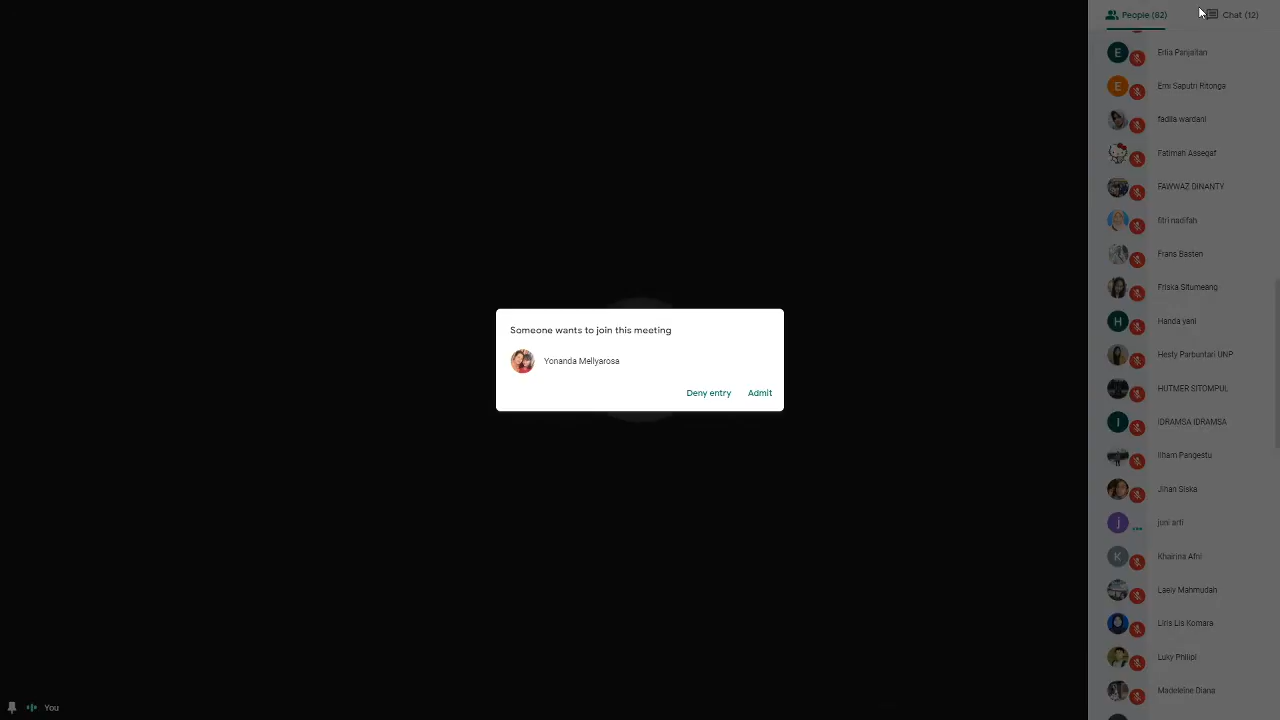 People (82)
Chat (12)
E
Erlia Panjaitan
E
Erni Saputri Ritonga
fadila wardani
Fatimah Assegaf
FAWWAZ DINANTY
fitri nadifah
Frans Basten
Friska Situmeang
H
Handa yani
Hesty Parbuntari UNP
HUTMER SITOMPUL
I
IDRAMSA IDRAMSA
Ilham Pangestu
Jihan Siska
j
juni arti
K
Khairina Afni
Laely Mahmudah
Liris Lis Komara
Luky Philipi
Madeleine Diana
Someone wants to join this meeting
Yonanda Mellyarosa
Deny entry
Admit
You